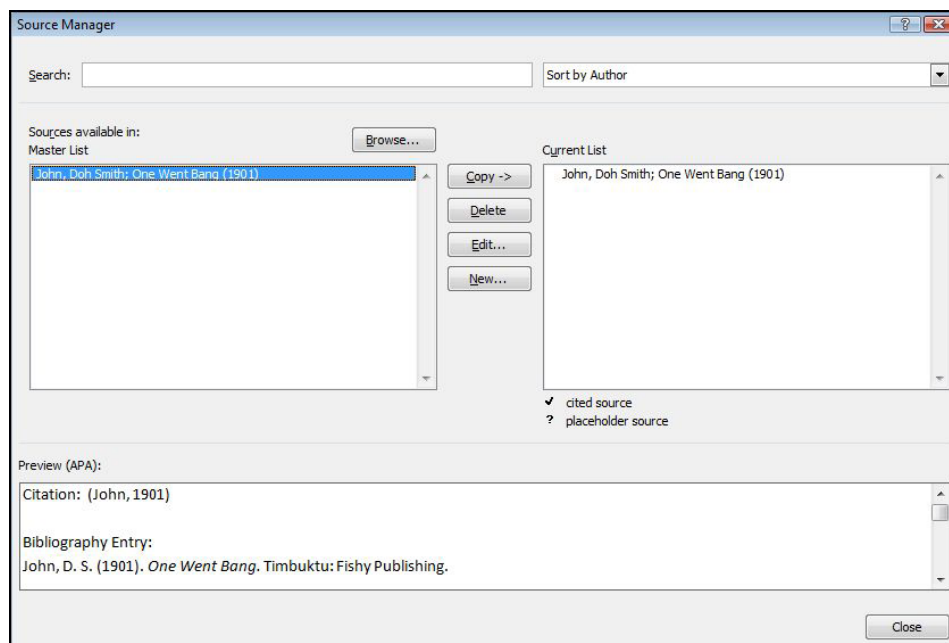 Source Manager
Search:
Sort by Author
Sources available in:
Master List
Browse...
Current List
John, Doh Smith; One Went Bang (1901)
Copy ->
John, Doh Smith; One Went Bang (1901)
Delete
Edit...
New...
✓ cited source
? placeholder source
Preview (APA):
Citation: (John, 1901)
Bibliography Entry:
John, D. S. (1901). One Went Bang. Timbuktu: Fishy Publishing.
Close